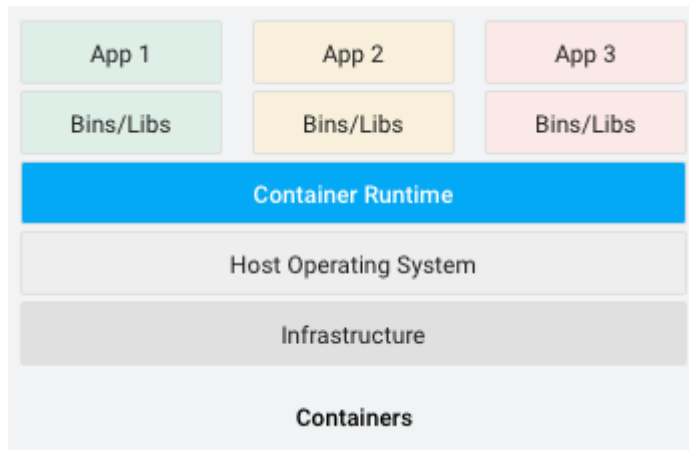 App 1 App 2 App 3
Bins/Libs Bins/Libs Bins/Libs
Container Runtime
Host Operating System
Infrastructure
Containers